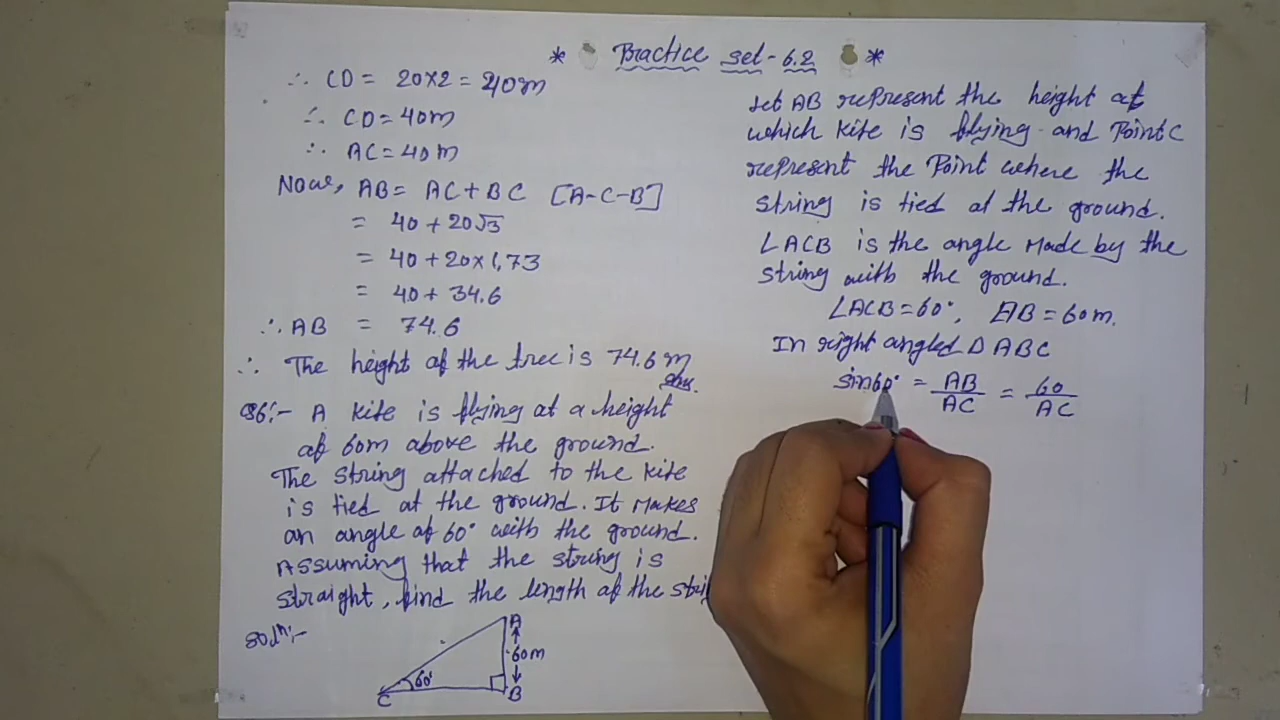 * Practice set-6.2 *
∴ CD = 20×2 = 40m
∴ CD = 40m
∴ AC = 40m
Now, AB = AC + BC [A-C-B]
= 40 + 20√3
= 40 + 20×1.73
= 40 + 34.6
∴ AB = 74.6
∴ The height of the tree is 74.6m
Ans.
Q6:- A kite is flying at a height
of 60m above the ground.
The string attached to the kite
is tied at the ground. It makes
an angle of 60° with the ground.
Assuming that the string is
straight, find the length of the stri
Solⁿ:-
A
60m
60°
C B
Let AB represent the height at
which kite is flying and Point C
represent the Point where the
string is tied at the ground.
∠ACB is the angle made by the
string with the ground.
∠ACB = 60°, AB = 60m.
In right angled Δ ABC
sin60° = AB/AC = 60/AC